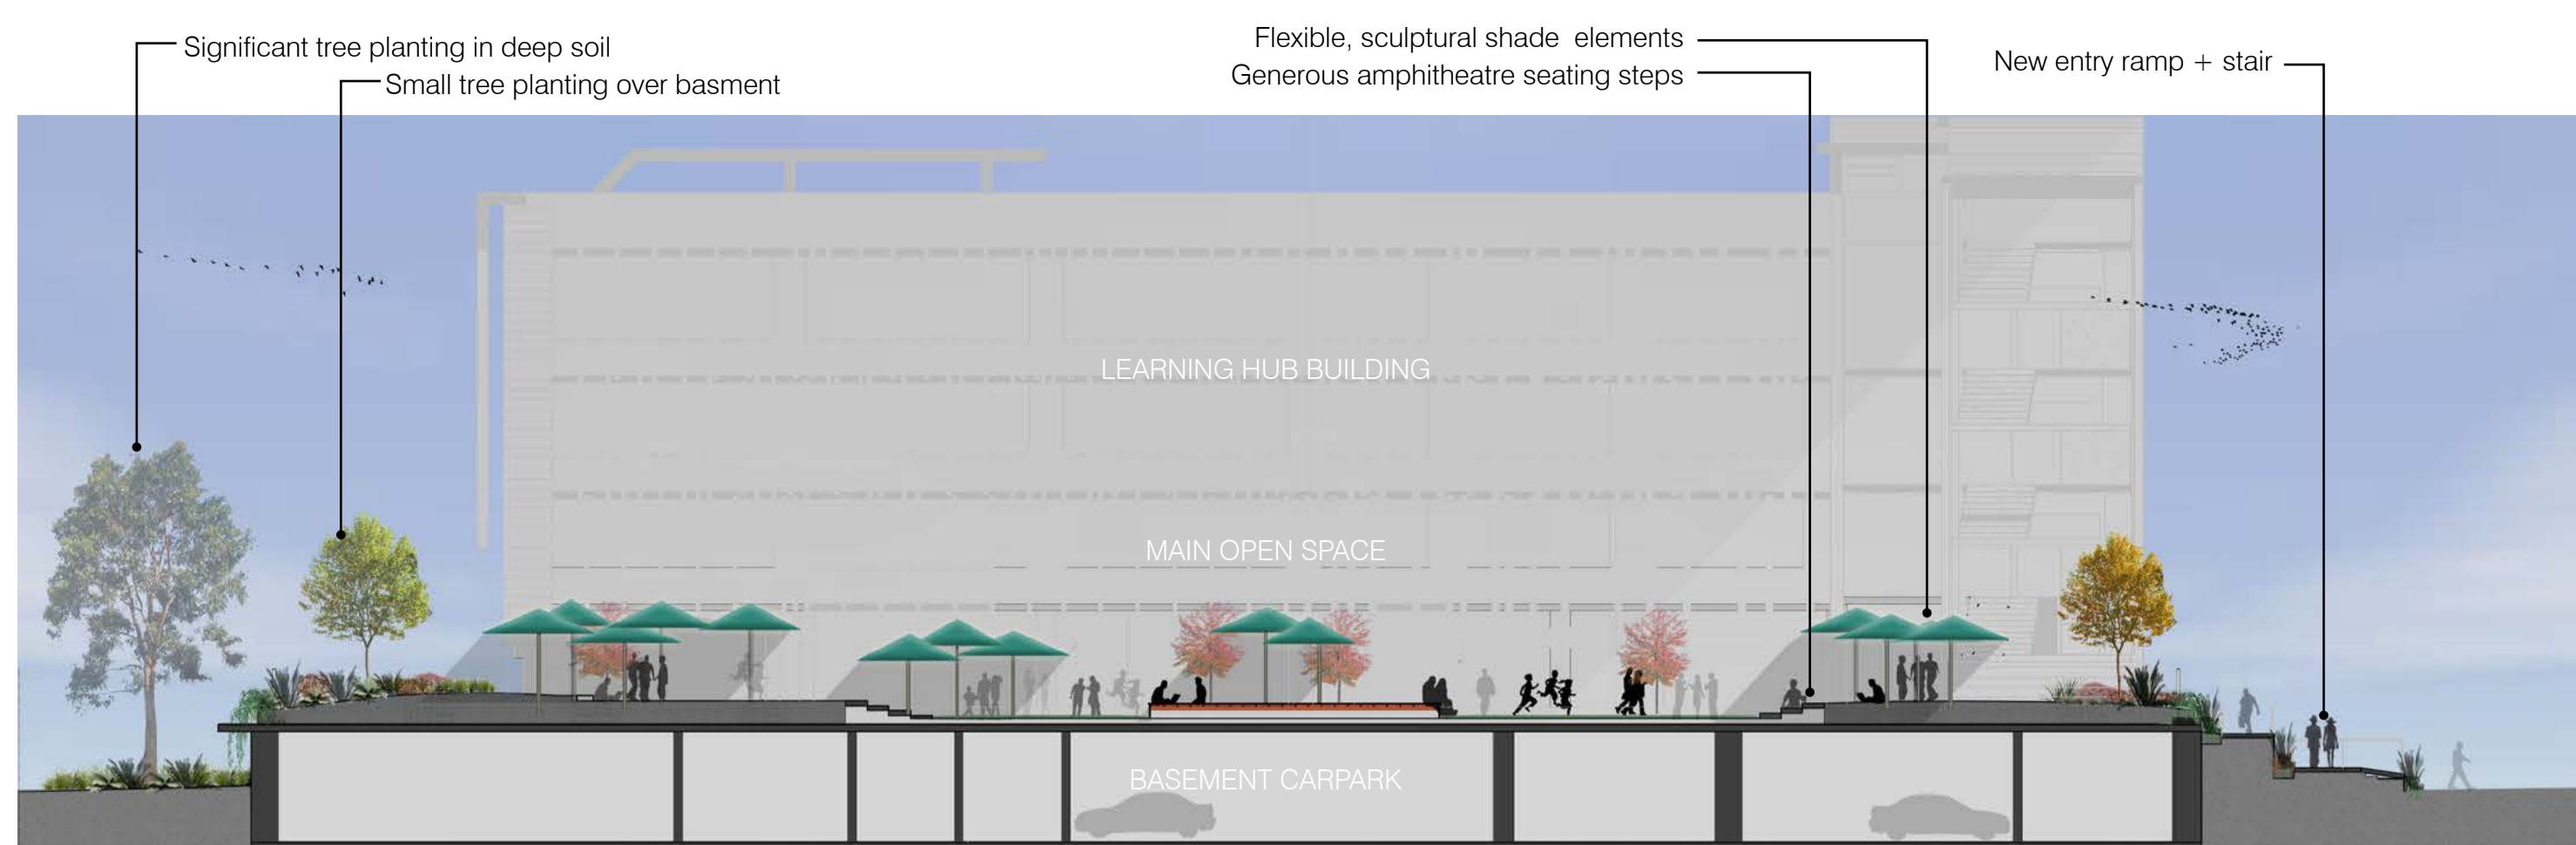 Significant tree planting in deep soil
Small tree planting over basment
Flexible, sculptural shade elements
Generous amphitheatre seating steps
New entry ramp + stair
LEARNING HUB BUILDING
MAIN OPEN SPACE
BASEMENT CARPARK